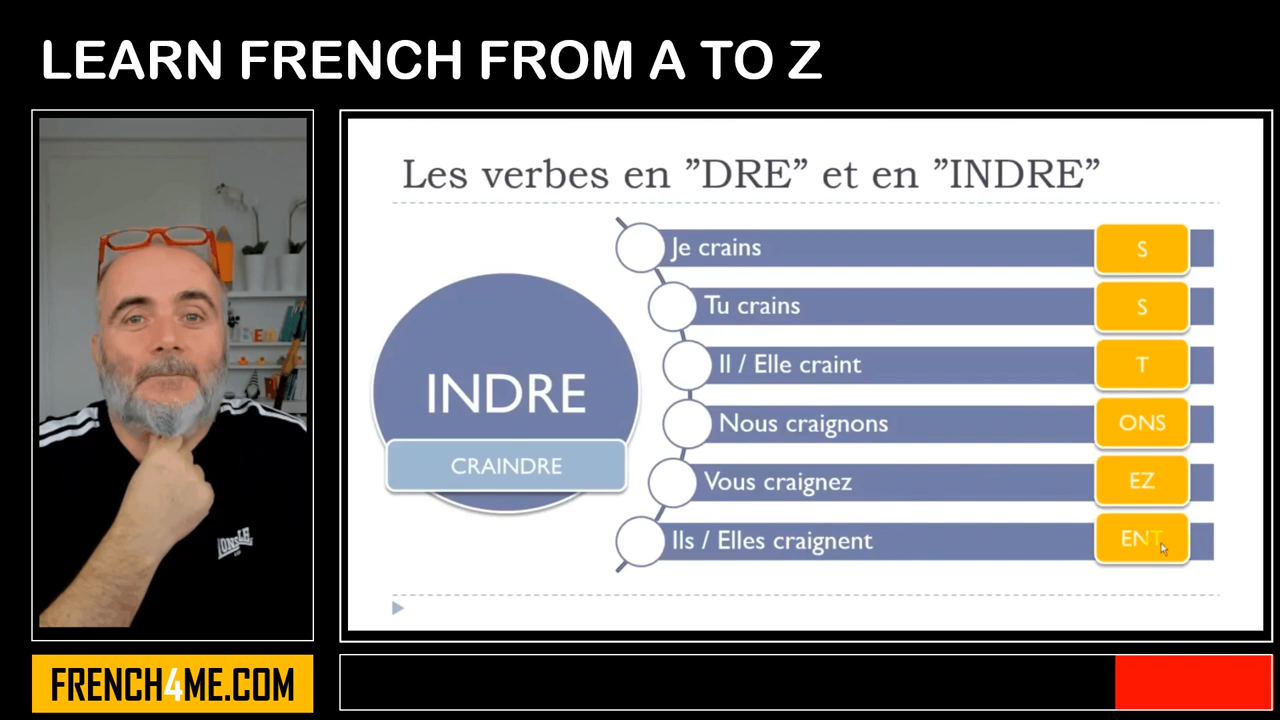 LEARN FRENCH FROM A TO Z
Les verbes en ”DRE” et en ”INDRE”
INDRE
CRAINDRE
Je crains S
Tu crains S
Il / Elle craint T
Nous craignons ONS
Vous craignez EZ
Ils / Elles craignent ENT
FRENCH4ME.COM